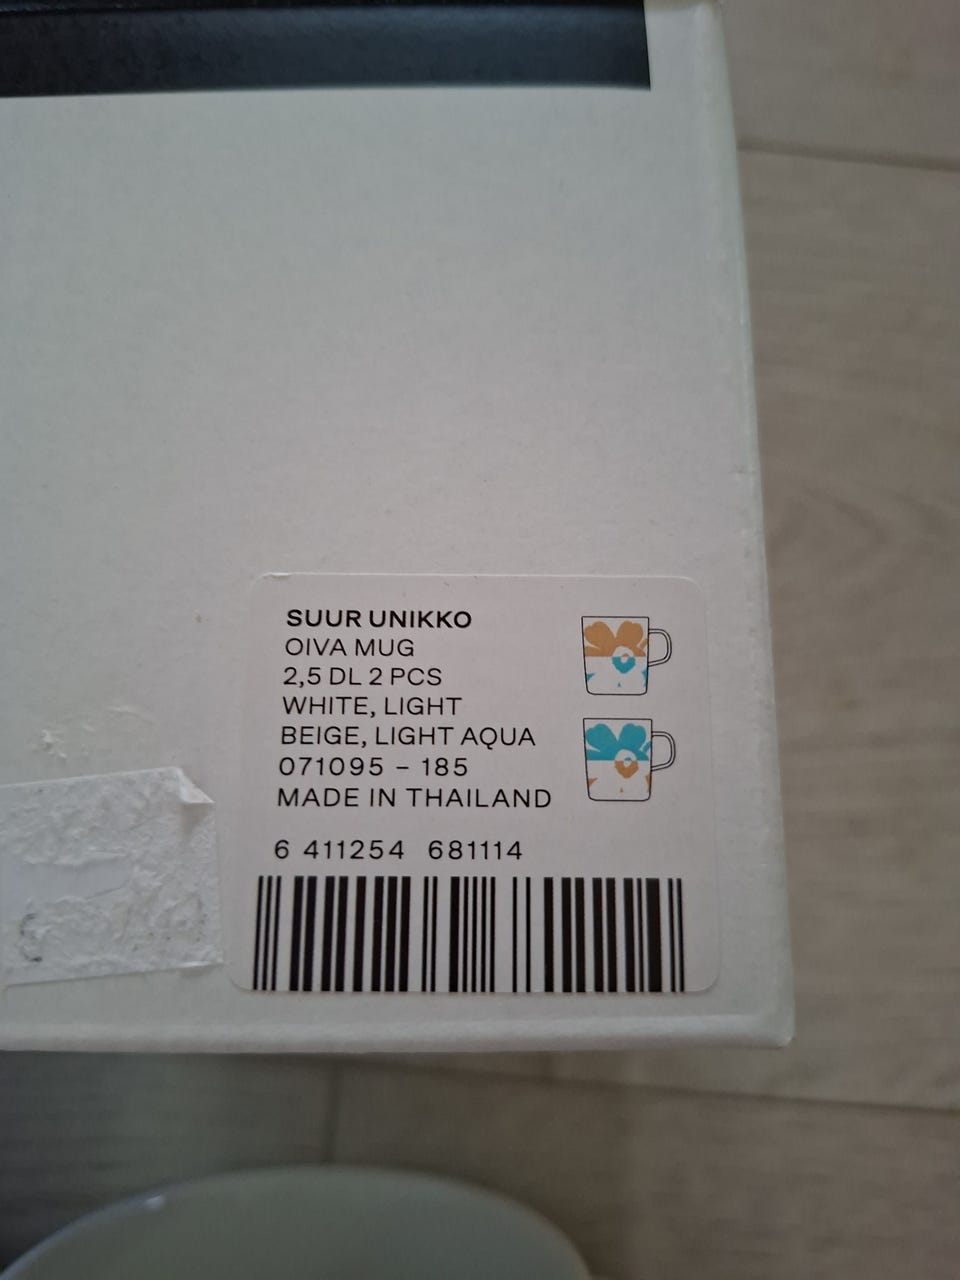 SUUR UNIKKO
OIVA MUG
2,5 DL 2 PCS
WHITE, LIGHT
BEIGE, LIGHT AQUA
071095 – 185
MADE IN THAILAND
6 411254 681114